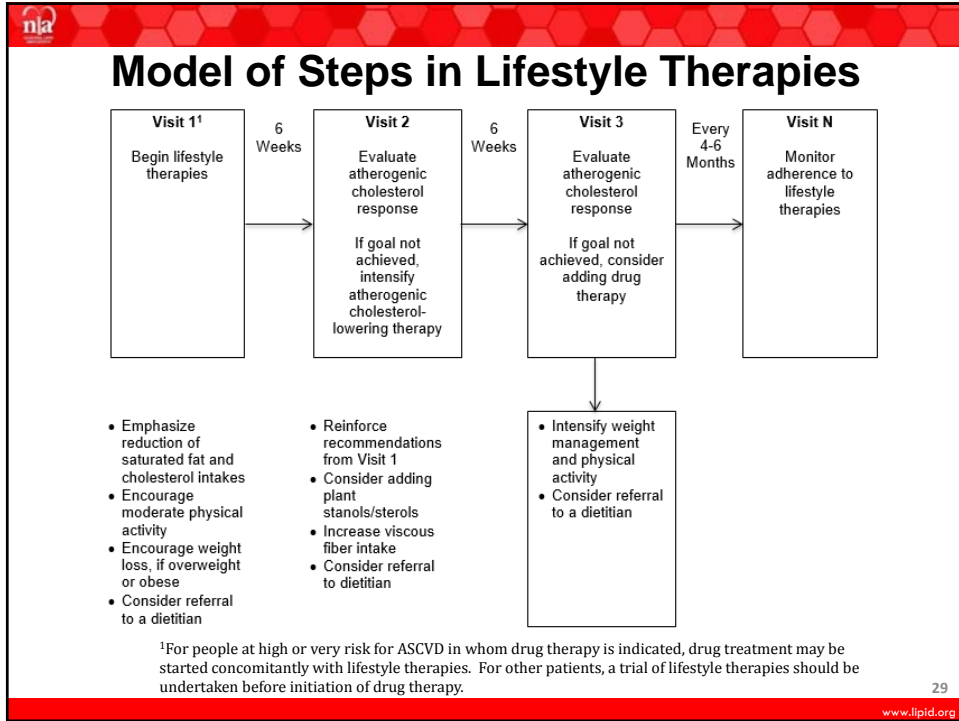 nla
Model of Steps in Lifestyle Therapies
Visit 1¹
Begin lifestyle
therapies
6
Weeks
Visit 2
Evaluate
atherogenic
cholesterol
response
If goal not
achieved,
intensify
atherogenic
cholesterol-
lowering therapy
6
Weeks
Visit 3
Evaluate
atherogenic
cholesterol
response
If goal not
achieved, consider
adding drug
therapy
Every
4-6
Months
Visit N
Monitor
adherence to
lifestyle
therapies
• Emphasize
reduction of
saturated fat and
cholesterol intakes
• Encourage
moderate physical
activity
• Encourage weight
loss, if overweight
or obese
• Consider referral
to a dietitian
• Reinforce
recommendations
from Visit 1
• Consider adding
plant
stanols/sterols
• Increase viscous
fiber intake
• Consider referral
to dietitian
• Intensify weight
management
and physical
activity
• Consider referral
to a dietitian
¹For people at high or very risk for ASCVD in whom drug therapy is indicated, drug treatment may be
started concomitantly with lifestyle therapies. For other patients, a trial of lifestyle therapies should be
undertaken before initiation of drug therapy.
29
www.lipid.org